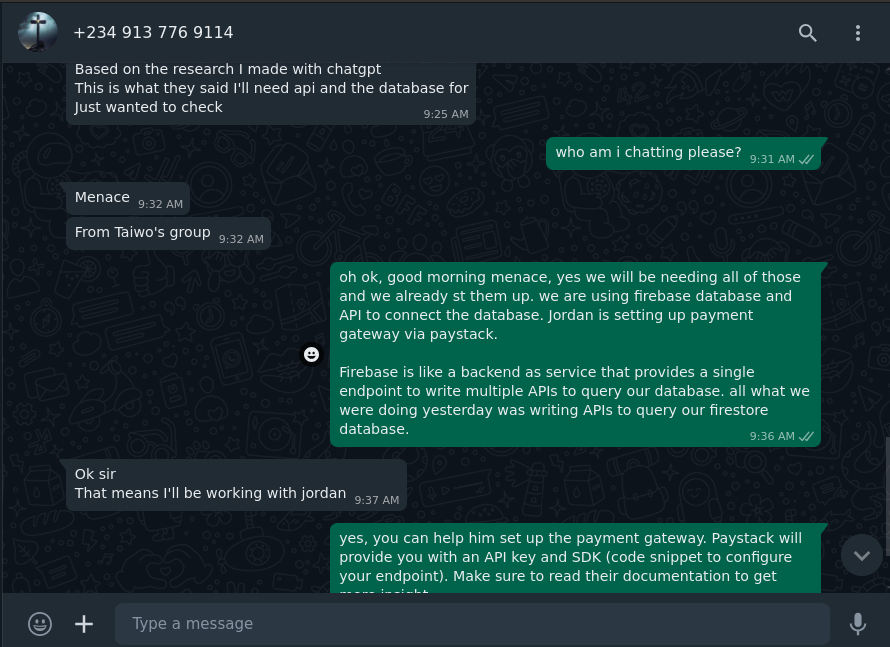 +234 913 776 9114
Based on the research I made with chatgpt
This is what they said I'll need api and the database for
Just wanted to check
9:25 AM
who am i chatting please?
9:31 AM
Menace
9:32 AM
From Taiwo's group
9:32 AM
oh ok, good morning menace, yes we will be needing all of those
and we already st them up. we are using firebase database and
API to connect the database. Jordan is setting up payment
gateway via paystack.
Firebase is like a backend as service that provides a single
endpoint to write multiple APIs to query our database. all what we
were doing yesterday was writing APIs to query our firestore
database.
9:36 AM
Ok sir
That means I'll be working with jordan
9:37 AM
yes, you can help him set up the payment gateway. Paystack will
provide you with an API key and SDK (code snippet to configure
your endpoint). Make sure to read their documentation to get
more insight
Type a message